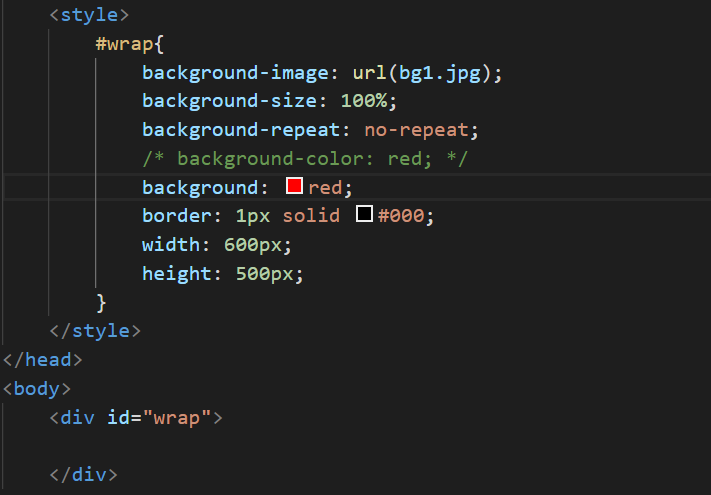 <style>
#wrap{
background-image: url(bg1.jpg);
background-size: 100%;
background-repeat: no-repeat;
/* background-color: red; */
background: red;
border: 1px solid #000;
width: 600px;
height: 500px;
}
</style>
</head>
<body>
<div id="wrap">
</div>